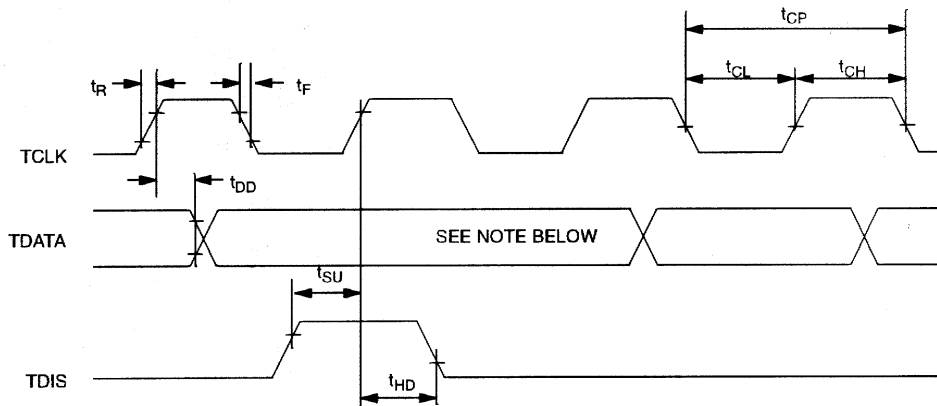 tCP
tCL tCH
tR tF
TCLK
tDD
TDATA SEE NOTE BELOW
tSU
TDIS
tHD